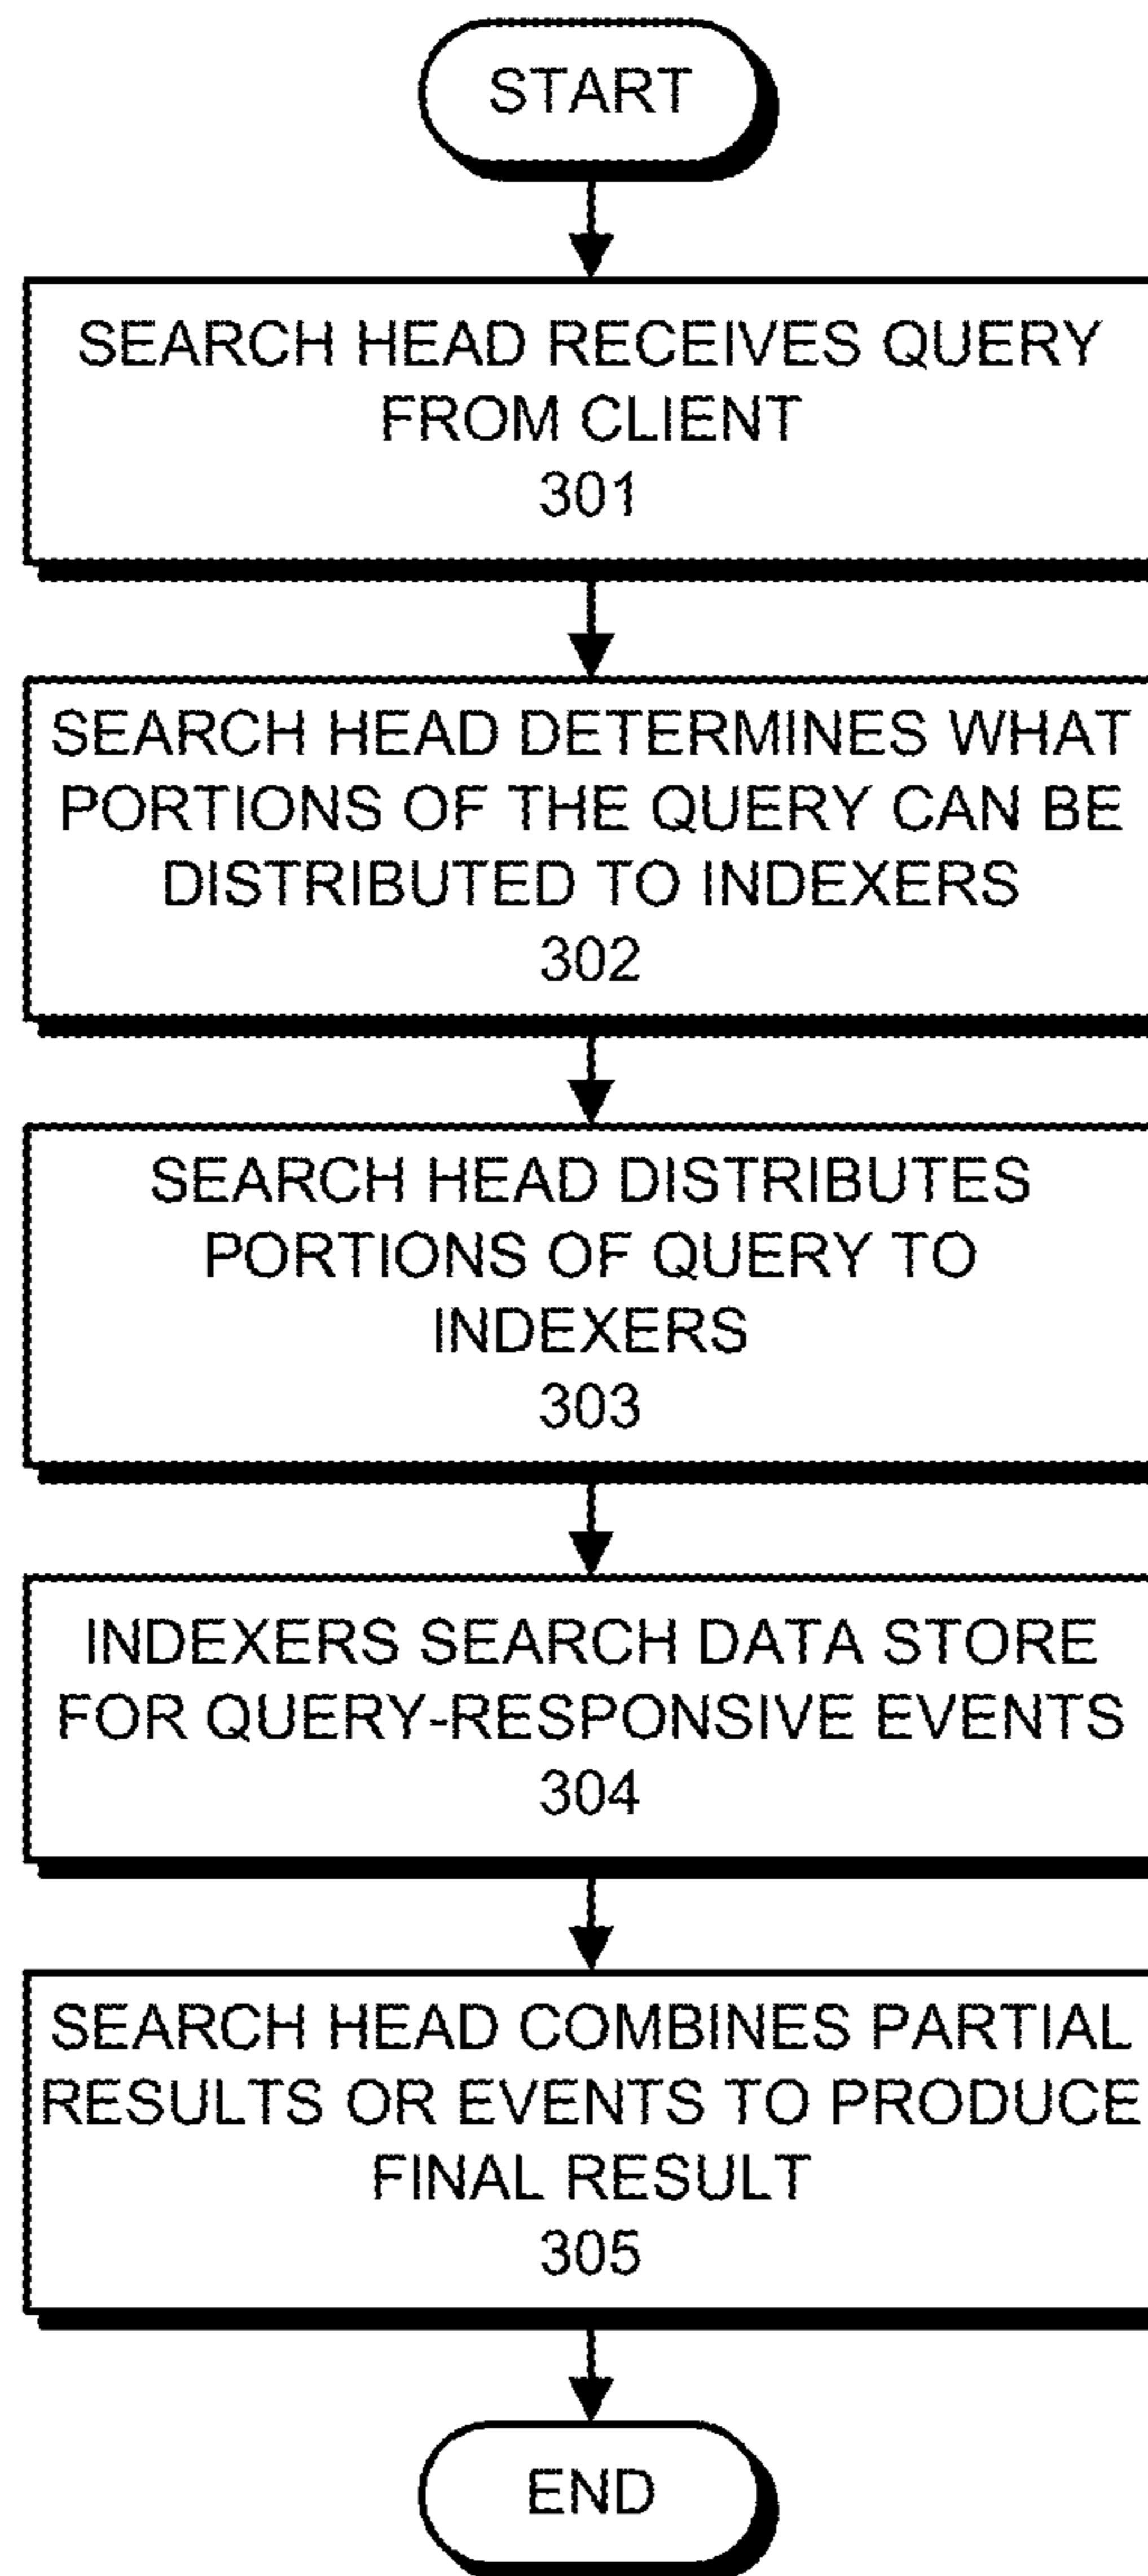 START
SEARCH HEAD RECEIVES QUERY
FROM CLIENT
301
SEARCH HEAD DETERMINES WHAT
PORTIONS OF THE QUERY CAN BE
DISTRIBUTED TO INDEXERS
302
SEARCH HEAD DISTRIBUTES
PORTIONS OF QUERY TO
INDEXERS
303
INDEXERS SEARCH DATA STORE
FOR QUERY-RESPONSIVE EVENTS
304
SEARCH HEAD COMBINES PARTIAL
RESULTS OR EVENTS TO PRODUCE
FINAL RESULT
305
END